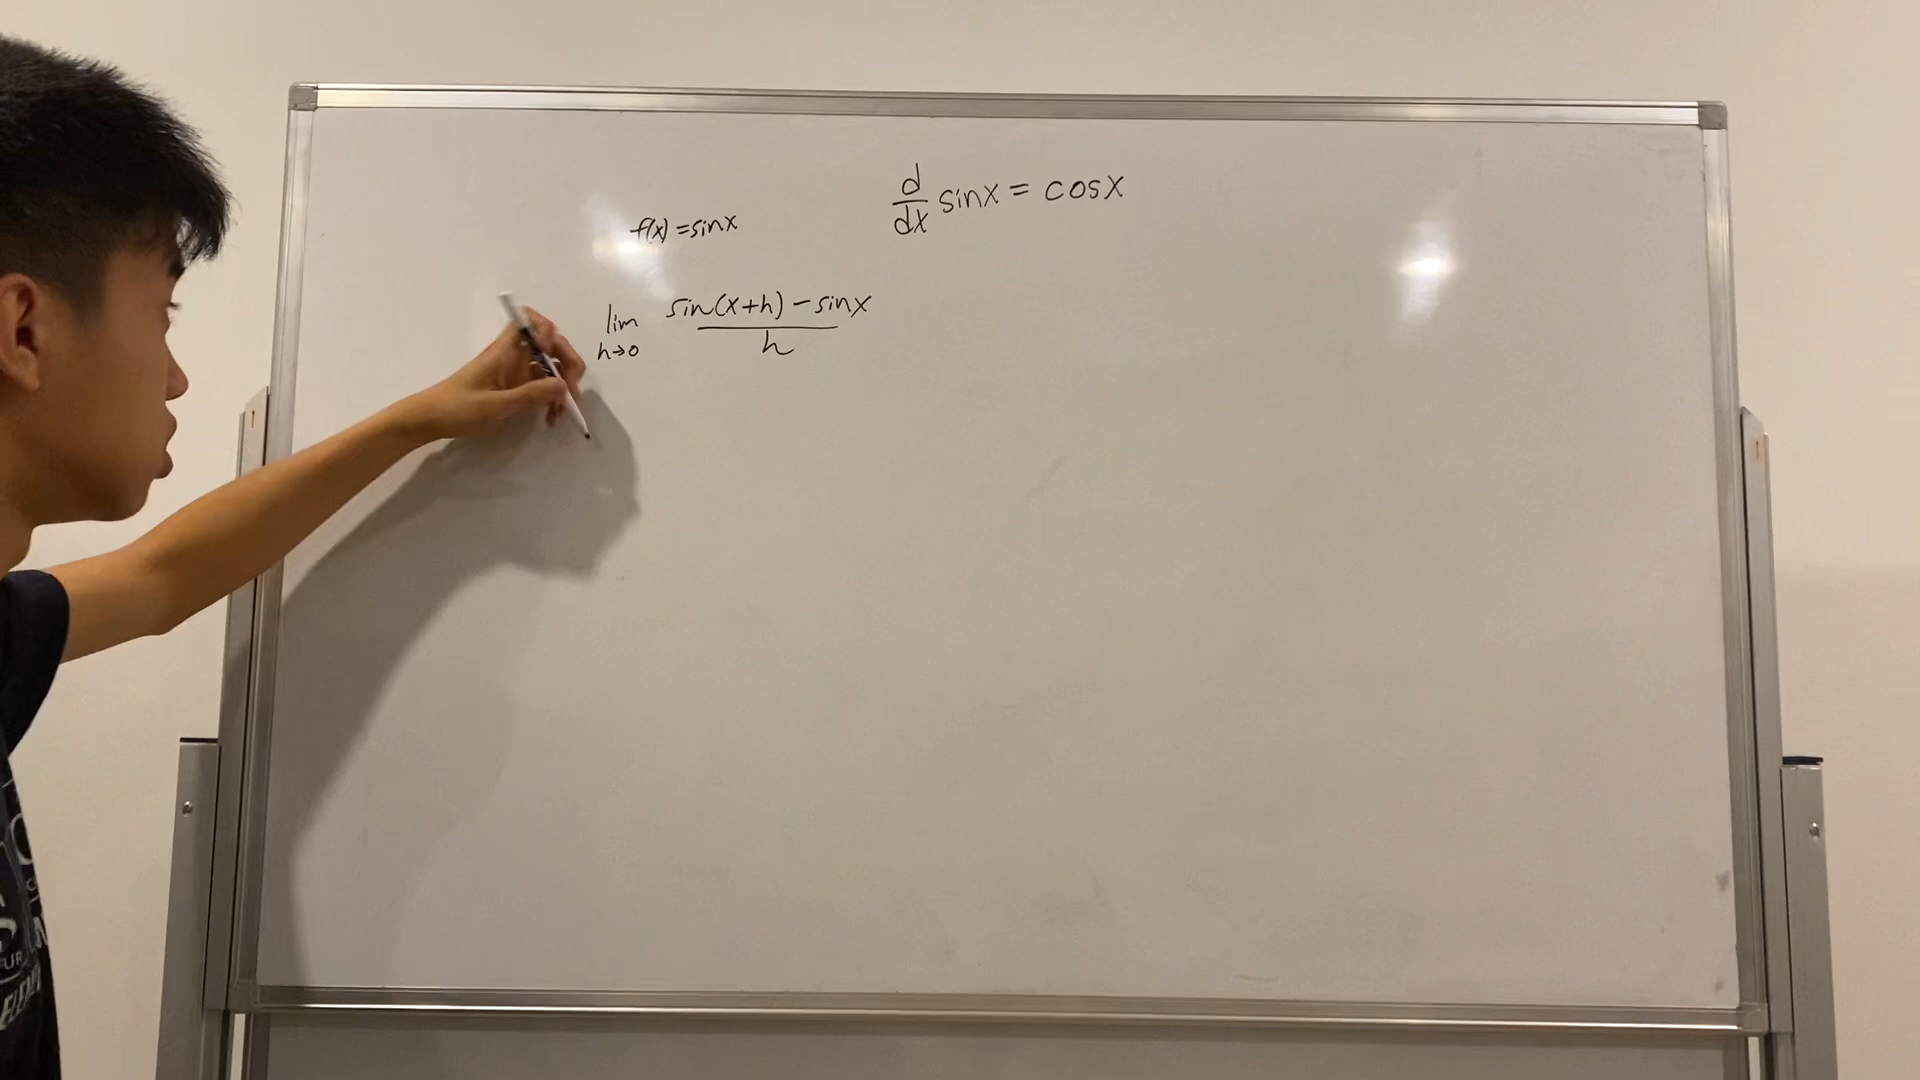 d/dx sinx = cosx
f(x) = sinx
lim h→0 sin(x+h) - sinx / h